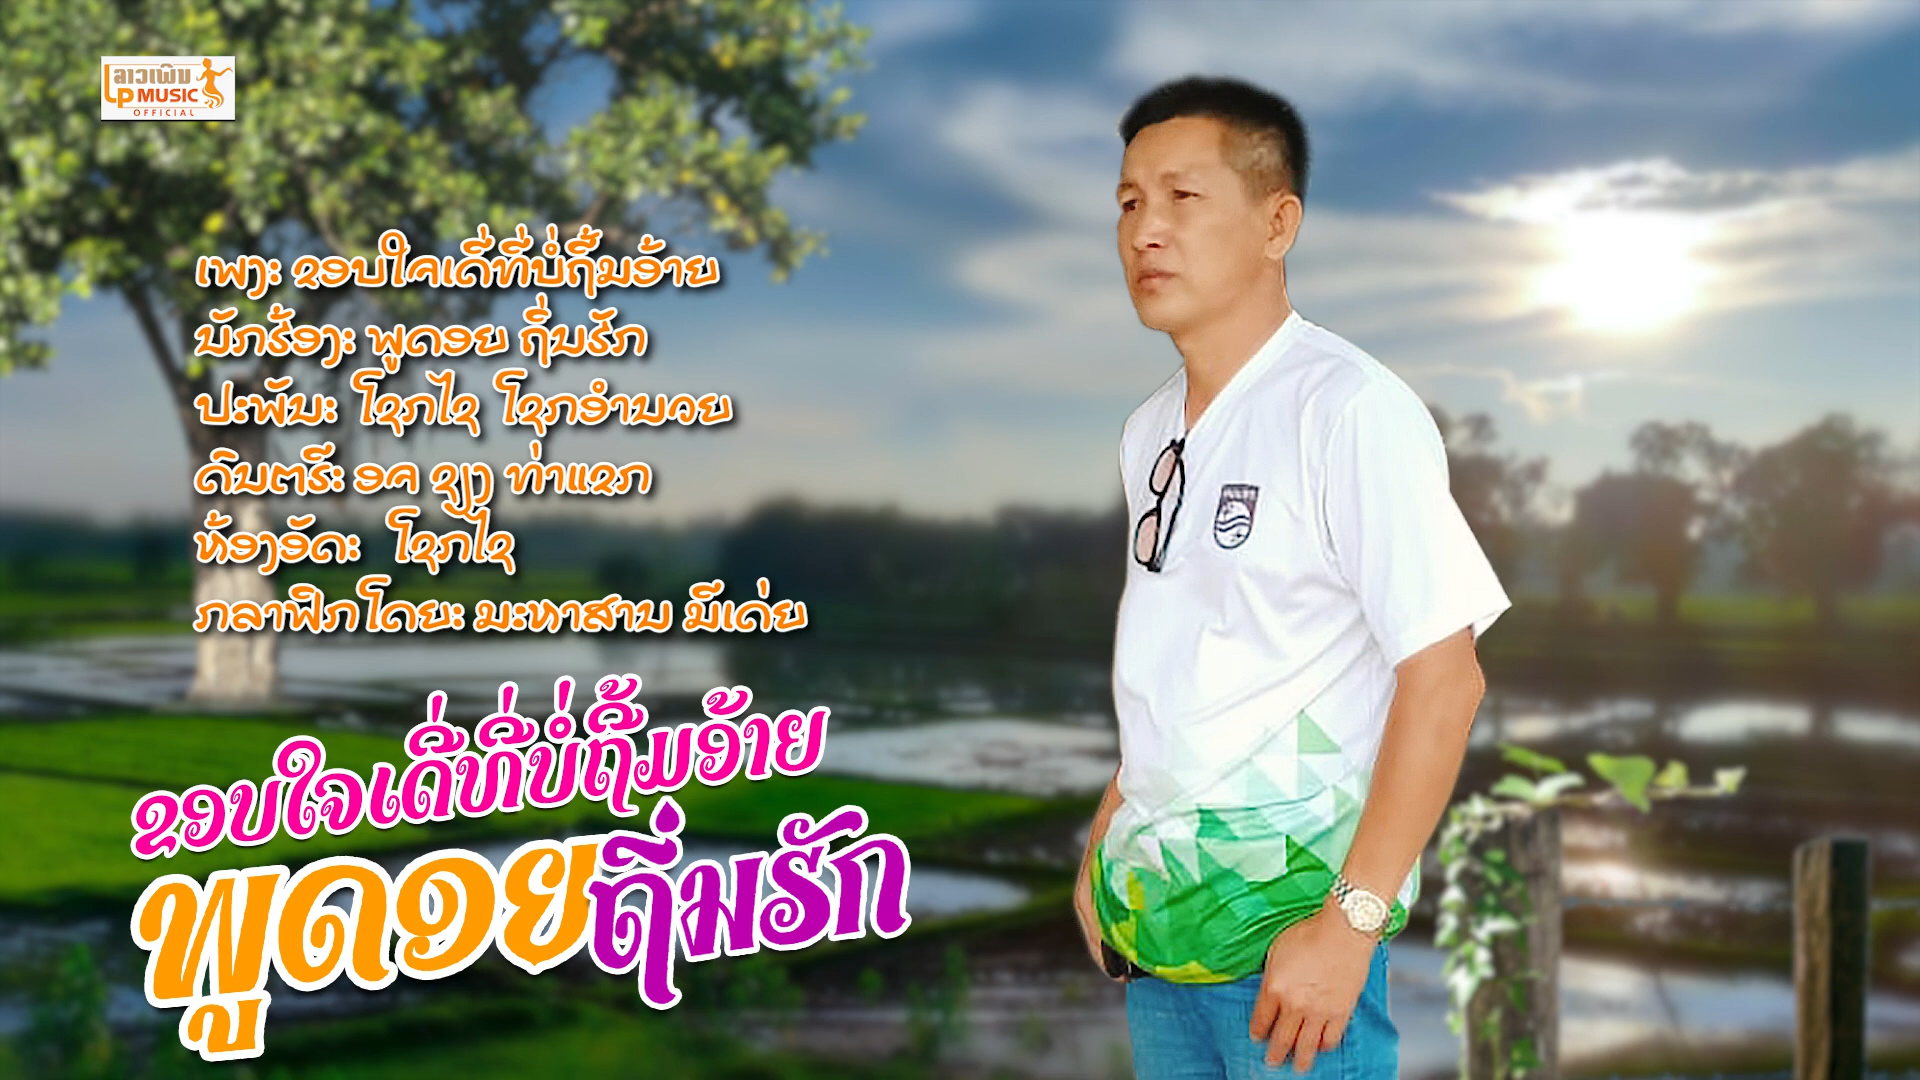 ລາວເພີນ
LP MUSIC
OFFICIAL
ເພງ: ຂອບໃຈເດີ່ທີ່ບໍ່ຖິ້ມອ້າຍ
ນັກຮ້ອງ: ພູດອຍ ຖິ່ນຮັກ
ປະພັນ: ໂຊກໄຊ ໂຊກອຳນວຍ
ດົນຕຣີ: ອຈ ຊຽງ ທ່າແຂກ
ຫ້ອງອັດ: ໂຊກໄຊ
ກລາຟິກໂດຍ: ມະຫາສານ ມີເດ່ຍ
ຂອບໃຈເດີ່ທີ່ບໍ່ຖີ້ມອ້າຍ
ພູດອຍຖິ່ມຮັກ